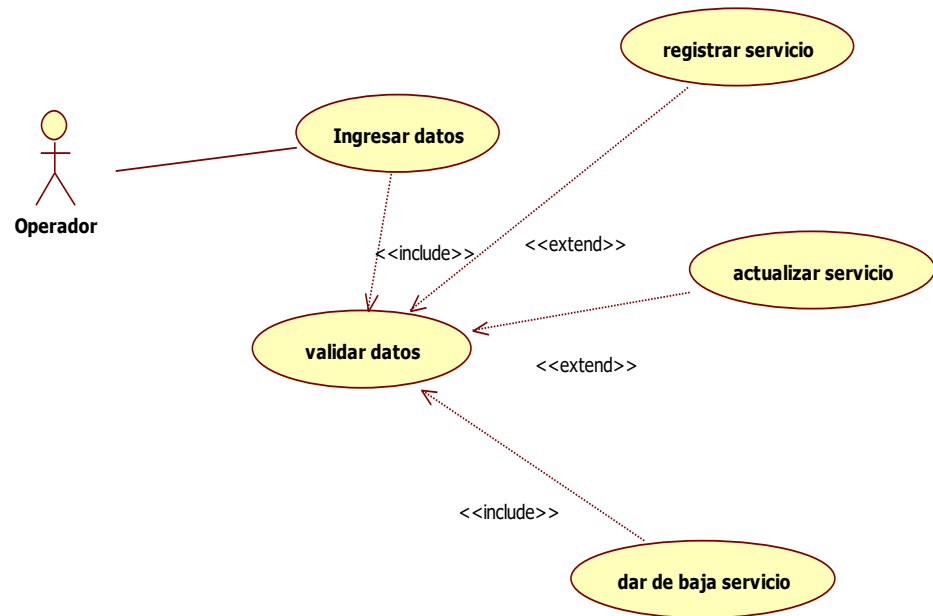 registrar servicio
Ingresar datos
Operador
<<include>>
<<extend>>
actualizar servicio
validar datos
<<extend>>
<<include>>
dar de baja servicio